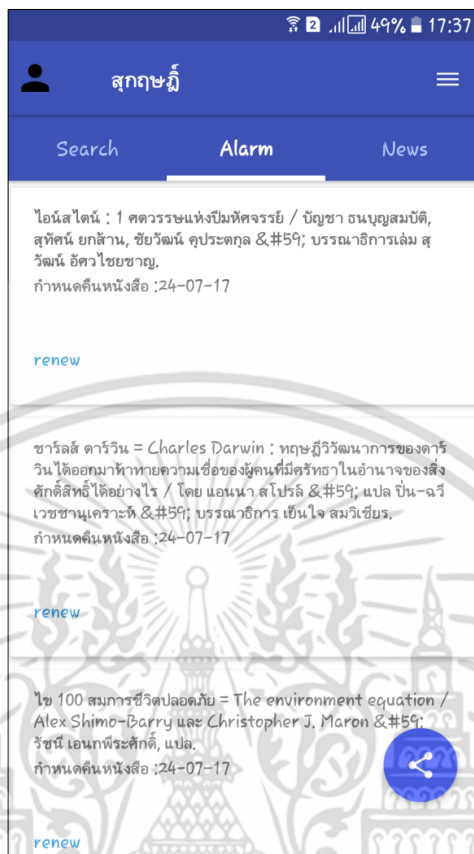 2 49% 17:37
สุกฤษฎิ์
Search Alarm News
ไอน์สไตน์ : 1 ศตวรรษแห่งปีมหัศจรรย์ / บัญชา ธนบุญสมบัติ,
สุทัศน์ ยกส้าน, ชัยวัฒน์ คุประตกุล &#59; บรรณาธิการเล่ม สุ
วัฒน์ อัศวไชยชาญ.
กำหนดคืนหนังสือ :24-07-17
renew
ชาร์ลส์ ดาร์วิน = Charles Darwin : ทฤษฎีวิวัฒนาการของดาร์
วินได้ออกมาท้าทายความเชื่อของผู้คนที่มีศรัทธาในอำนาจของสิ่ง
ศักดิ์สิทธิ์ได้อย่างไร / โดย แอนนา สโปรล์ &#59; แปล ปิ่น-ฉวี
เวชชานุเคราะห์ &#59; บรรณาธิการ เย็นใจ สมวิเชียร.
กำหนดคืนหนังสือ :24-07-17
renew
ไข 100 สมการชีวิตปลอดภัย = The environment equation /
Alex Shimo-Barry และ Christopher J. Maron &#59;
รัชนี เอนกพีระศักดิ์, แปล.
กำหนดคืนหนังสือ :24-07-17
renew